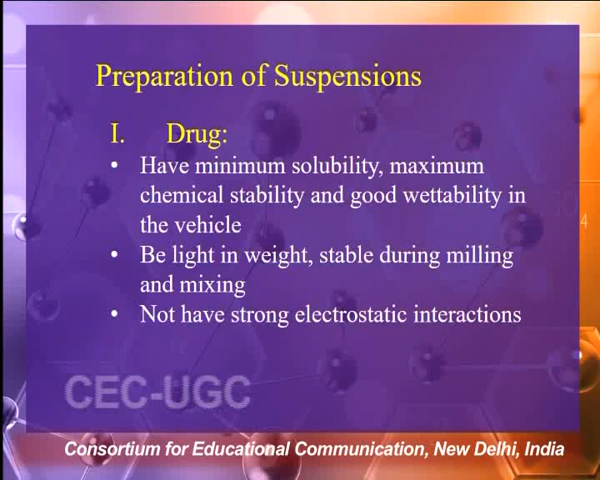 Preparation of Suspensions
I. Drug:
• Have minimum solubility, maximum
chemical stability and good wettability in
the vehicle
• Be light in weight, stable during milling
and mixing
• Not have strong electrostatic interactions
CEC-UGC
Consortium for Educational Communication, New Delhi, India